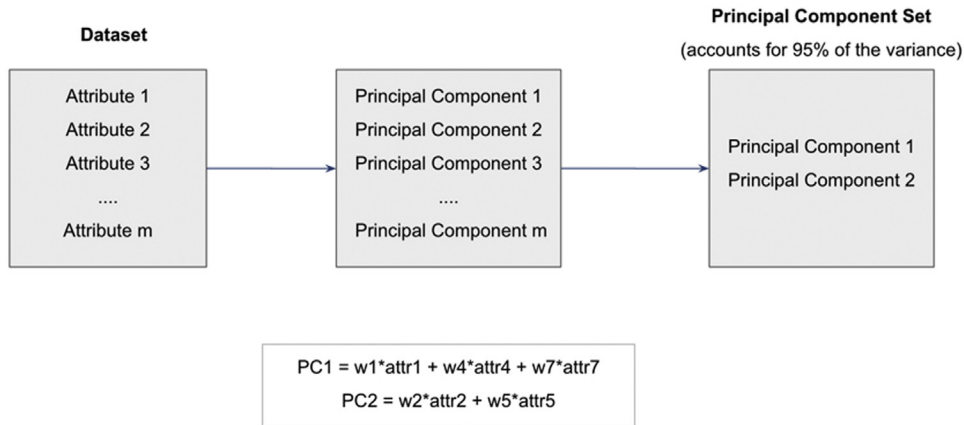 Dataset
Attribute 1
Attribute 2
Attribute 3
....
Attribute m
Principal Component 1
Principal Component 2
Principal Component 3
....
Principal Component m
Principal Component Set
(accounts for 95% of the variance)
Principal Component 1
Principal Component 2
PC1 = w1*attr1 + w4*attr4 + w7*attr7
PC2 = w2*attr2 + w5*attr5